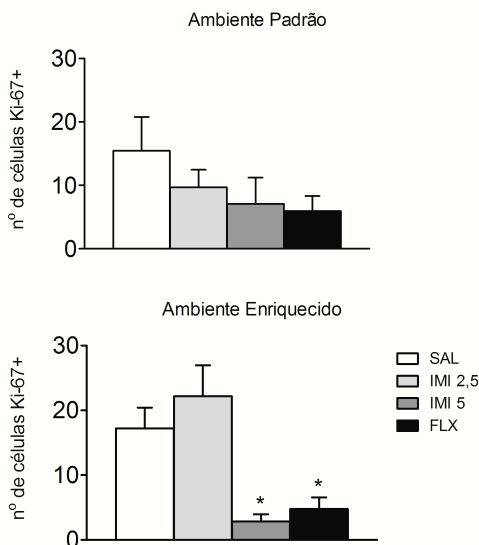 Ambiente Padrão
nº de células Ki-67+
30
20
10
0
Ambiente Enriquecido
nº de células Ki-67+
30
20
10
0
* *
SAL
IMI 2,5
IMI 5
FLX